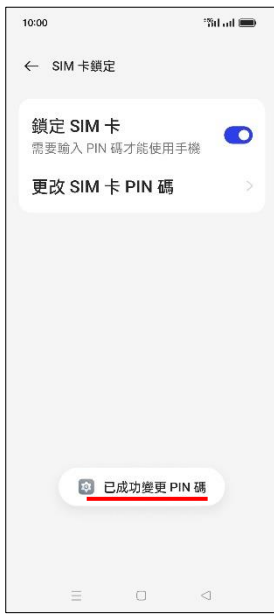 10:00
← SIM 卡鎖定
鎖定 SIM 卡
需要輸入 PIN 碼才能使用手機
更改 SIM 卡 PIN 碼
已成功變更 PIN 碼